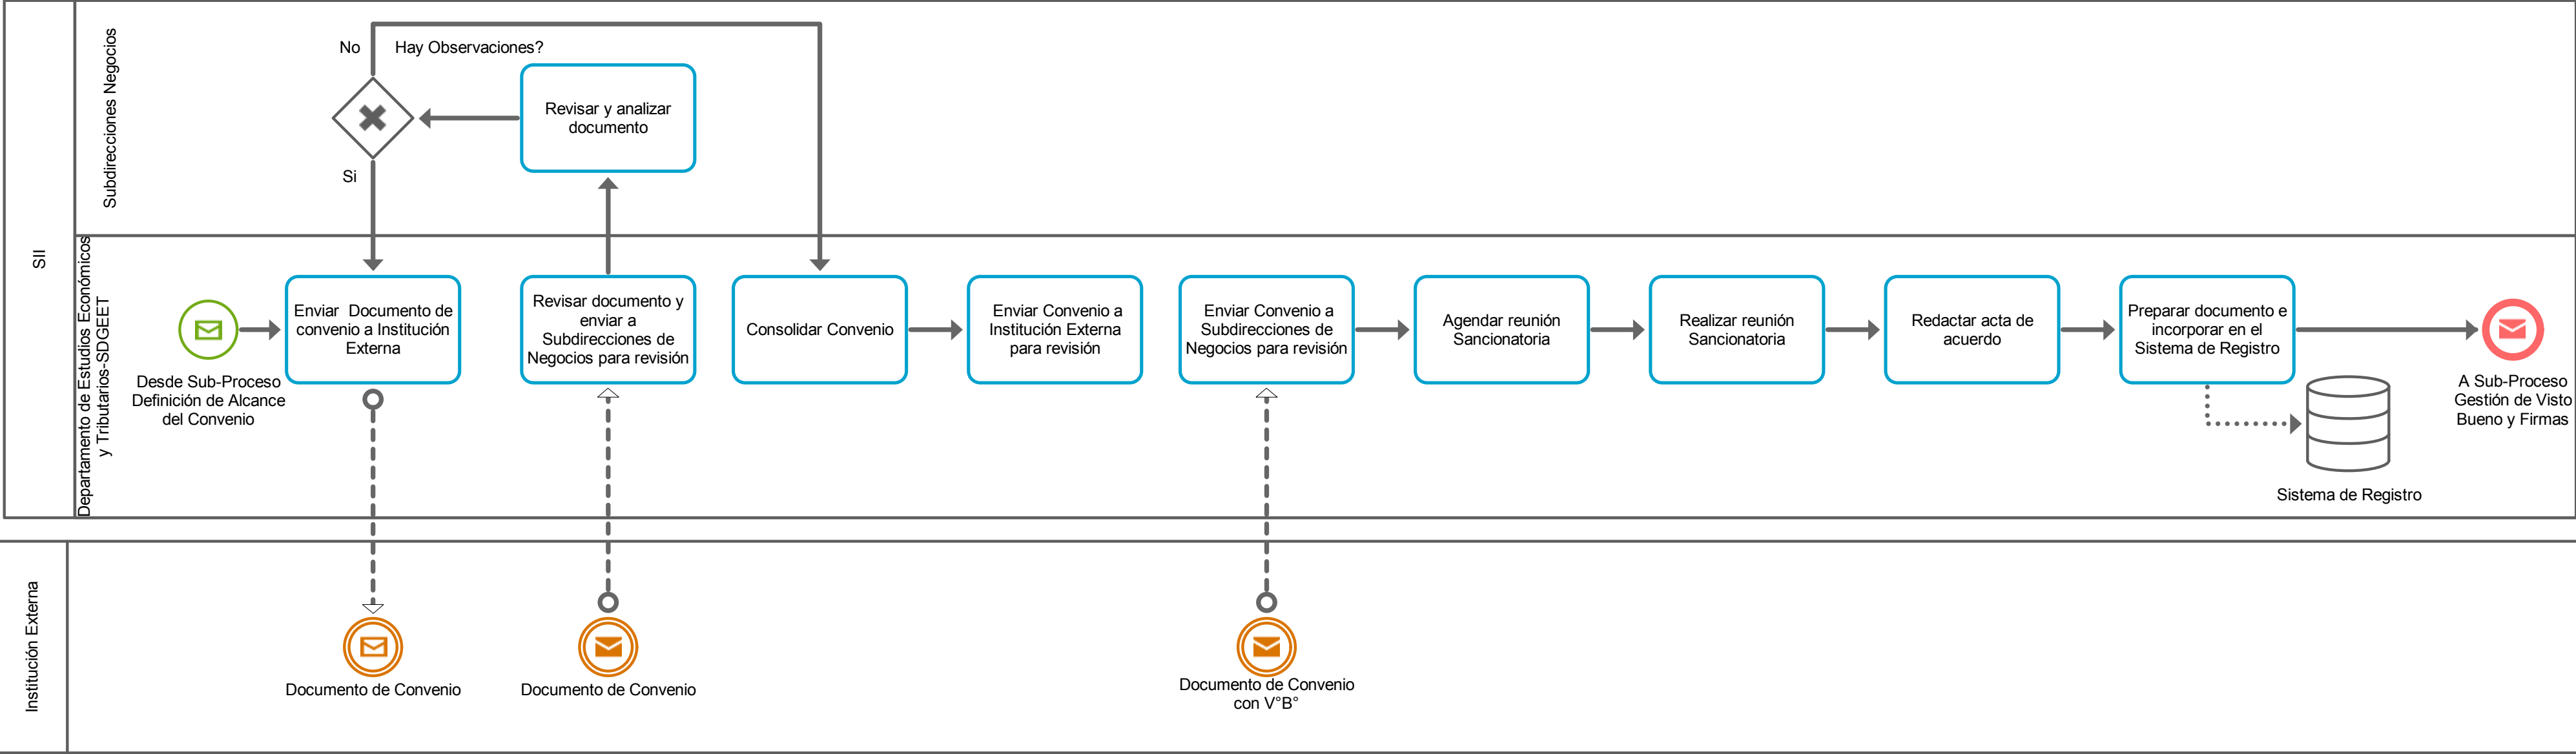 SII
Subdirecciones Negocios
No
Hay Observaciones?
Si
Revisar y analizar
documento
Departamento de Estudios Económicos
y Tributarios-SDGEET
Desde Sub-Proceso
Definición de Alcance
del Convenio
Enviar  Documento de
convenio a Institución
Externa
Revisar documento y
enviar a
Subdirecciones de
Negocios para revisión
Consolidar Convenio
Enviar Convenio a
Institución Externa
para revisión
Enviar Convenio a
Subdirecciones de
Negocios para revisión
Agendar reunión
Sancionatoria
Realizar reunión
Sancionatoria
Redactar acta de
acuerdo
Preparar documento e
incorporar en el
Sistema de Registro
A Sub-Proceso
Gestión de Visto
Bueno y Firmas
Sistema de Registro
Institución Externa
Documento de Convenio
Documento de Convenio
Documento de Convenio
con V°B°